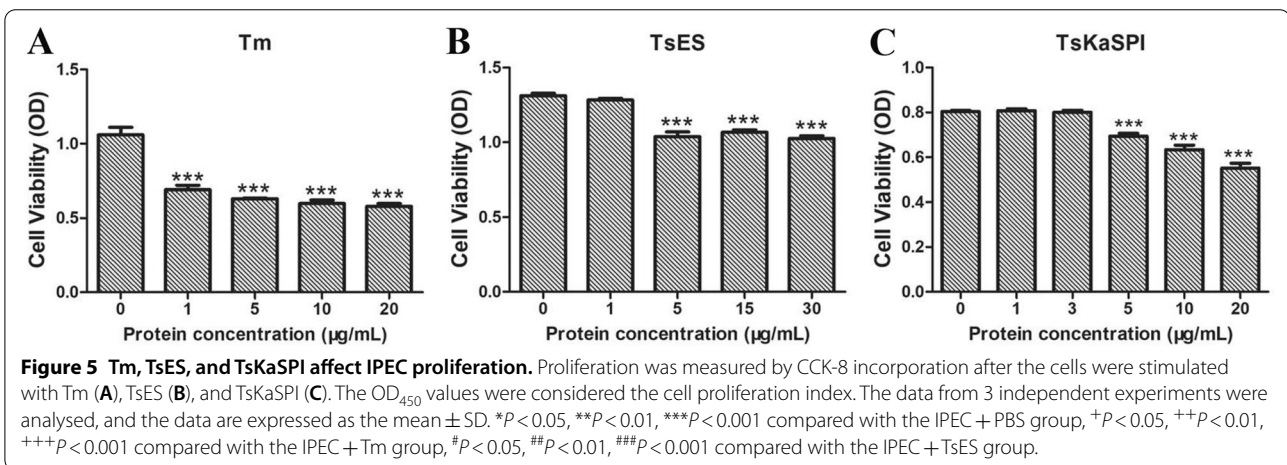 A
Tm
Cell Viability (OD)
1.5
1.0
0.5
0.0
***
***
***
***
0 1 5 10 20
Protein concentration (µg/mL)
B
TsES
Cell Viability (OD)
1.5
1.0
0.5
0.0
***
***
***
0 1 5 15 30
Protein concentration (µg/mL)
C
TsKaSPI
Cell Viability (OD)
1.0
0.8
0.6
0.4
0.2
0.0
***
***
***
0 1 3 5 10 20
Protein concentration (µg/mL)
Figure 5 Tm, TsES, and TsKaSPI affect IPEC proliferation. Proliferation was measured by CCK-8 incorporation after the cells were stimulated
with Tm (A), TsES (B), and TsKaSPI (C). The OD₄₅₀ values were considered the cell proliferation index. The data from 3 independent experiments were
analysed, and the data are expressed as the mean ± SD. *P < 0.05, **P < 0.01, ***P < 0.001 compared with the IPEC + PBS group, ⁺P < 0.05, ⁺⁺P < 0.01,
⁺⁺⁺P < 0.001 compared with the IPEC + Tm group, #P < 0.05, ##P < 0.01, ###P < 0.001 compared with the IPEC + TsES group.